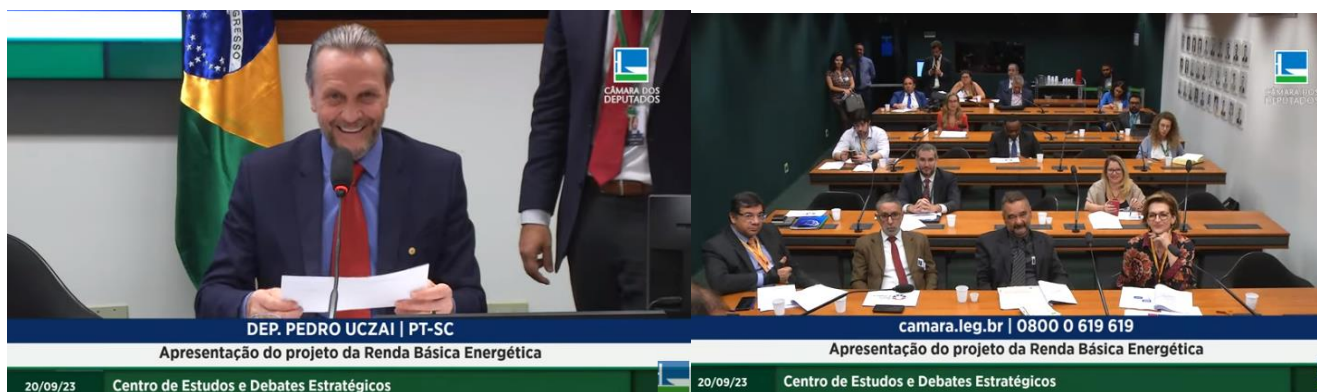 GRESSO
CÂMARA DOS
DEPUTADOS
DEP. PEDRO UCZAI | PT-SC
Apresentação do projeto da Renda Básica Energética
20/09/23 Centro de Estudos e Debates Estratégicos
CÂMARA DOS
DEPUTADOS
camara.leg.br | 0800 0 619 619
Apresentação do projeto da Renda Básica Energética
20/09/23 Centro de Estudos e Debates Estratégicos